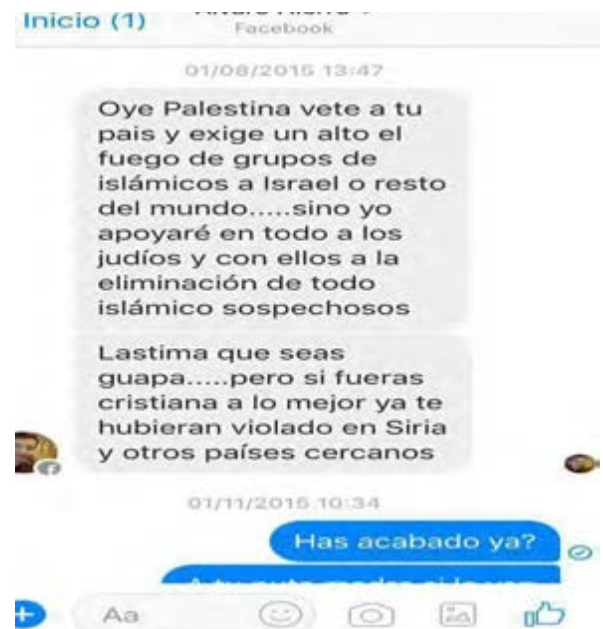 Inicio (1)
Facebook
01/08/2015 13:47
Oye Palestina vete a tu
pais y exige un alto el
fuego de grupos de
islámicos a Israel o resto
del mundo.....sino yo
apoyaré en todo a los
judíos y con ellos a la
eliminación de todo
islámico sospechosos
Lastima que seas
guapa.....pero si fueras
cristiana a lo mejor ya te
hubieran violado en Siria
y otros países cercanos
01/11/2015 10:34
Has acabado ya?
Aa